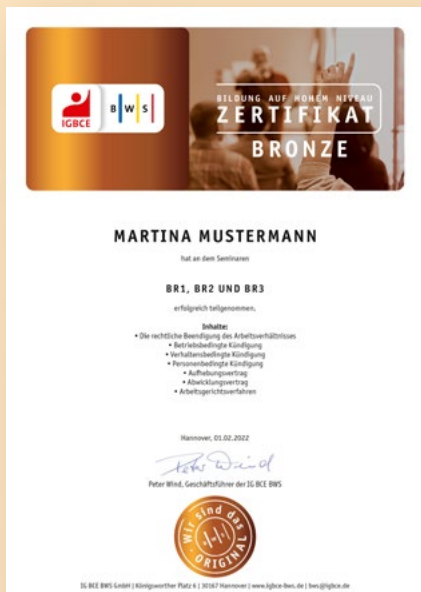 IGBCE
B W S
BILDUNG AUF HOHEM NIVEAU
ZERTIFIKAT
BRONZE
MARTINA MUSTERMANN
hat an dem Seminaren
BR1, BR2 UND BR3
erfolgreich teilgenommen.
Inhalte:
• Die rechtliche Beendigung des Arbeitsverhältnisses
• Betriebsbedingte Kündigung
• Verhaltensbedingte Kündigung
• Personenbedingte Kündigung
• Aufhebungsvertrag
• Abwicklungsvertrag
• Arbeitsgerichtsverfahren
Hannover, 01.02.2022
Peter Wind
Peter Wind, Geschäftsführer der IG BCE BWS
Wir sind das
ORIGINAL
IG BCE BWS GmbH | Königsworther Platz 6 | 30167 Hannover | www.igbce-bws.de | bws@igbce.de